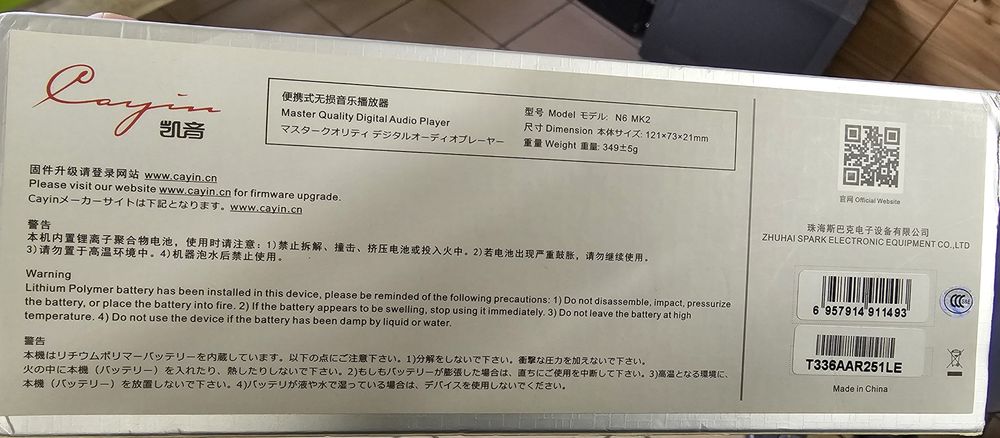 Cayin
凯音
便携式无损音乐播放器
Master Quality Digital Audio Player
マスタークオリティ デジタルオーディオプレーヤー
型号 Model モデル: N6 MK2
尺寸 Dimension 本体サイズ: 121×73×21mm
重量 Weight 重量: 349±5g
固件升级请登录网站 www.cayin.cn
Please visit our website www.cayin.cn for firmware upgrade.
Cayinメーカーサイトは下記となります。www.cayin.cn
警告
本机内置锂离子聚合物电池，使用时请注意：1)禁止拆解、撞击、挤压电池或投入火中。2)若电池出现严重鼓胀，请勿继续使用。
3)请勿置于高温环境中。4)机器泡水后禁止使用。
Warning
Lithium Polymer battery has been installed in this device, please be reminded of the following precautions: 1) Do not disassemble, impact, pressurize
the battery, or place the battery into fire. 2) If the battery appears to be swelling, stop using it immediately. 3) Do not leave the battery at high
temperature. 4) Do not use the device if the battery has been damp by liquid or water.
警告
本機はリチウムポリマーバッテリーを内蔵しています。以下の点にご注意下さい。1)分解をしないで下さい。衝撃な圧力を加えないで下さい。
火の中に本機（バッテリー）を入れたり、熱したりしないで下さい。2)もしもバッテリーが膨張した場合は、直ちにご使用を中断して下さい。3)高温となる環境に、
本機（バッテリー）を放置しないで下さい。4)バッテリが液や水で湿っている場合は、デバイスを使用しないでください。
官网 Official Website
珠海斯巴克电子设备有限公司
ZHUHAI SPARK ELECTRONIC EQUIPMENT CO.,LTD
6 957914 911493
T336AAR251LE
Made in China